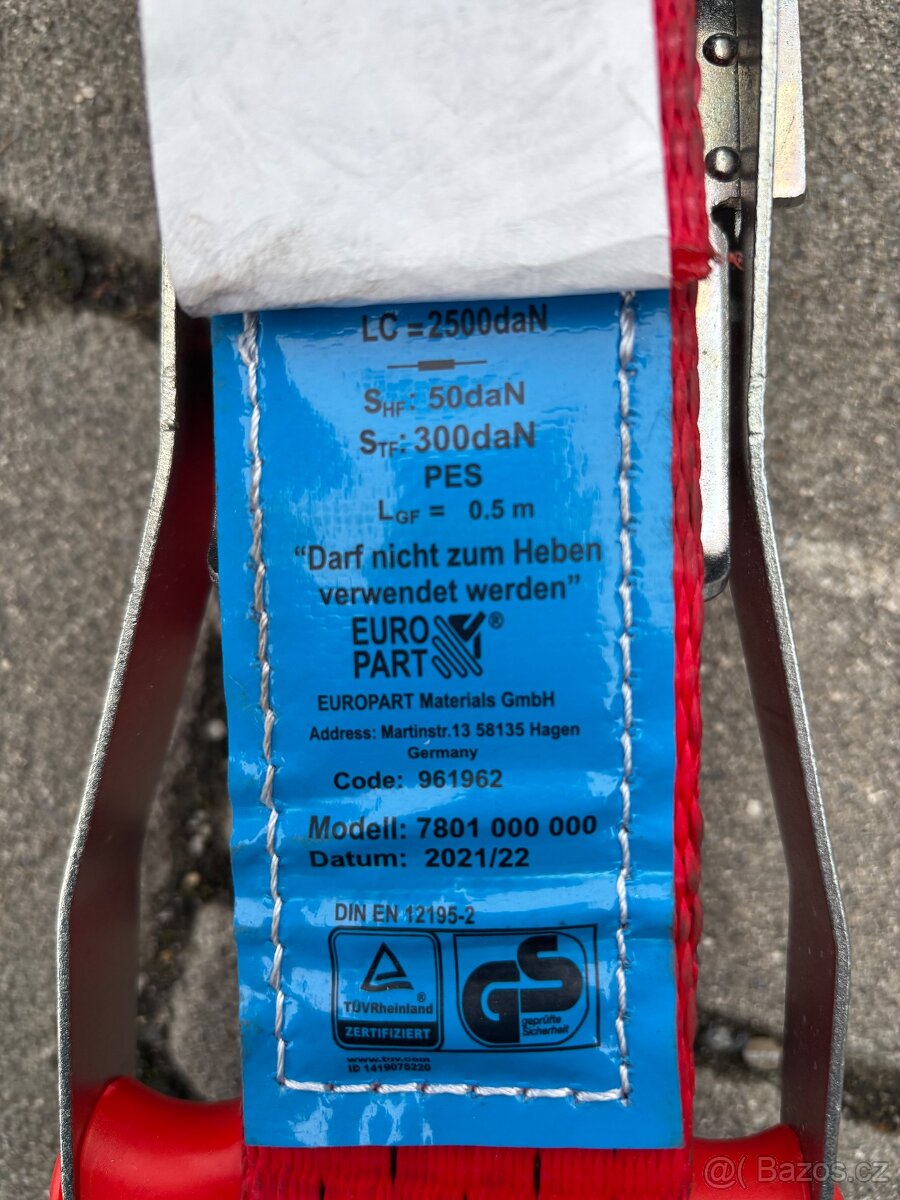 LC = 2500daN
SHF: 50daN
STF: 300daN
PES
LGF = 0.5 m
“Darf nicht zum Heben
verwendet werden”
EURO
PART®
EUROPART Materials GmbH
Address: Martinstr.13 58135 Hagen
Germany
Code: 961962
Modell: 7801 000 000
Datum: 2021/22
DIN EN 12195-2
TÜVRheinland®
ZERTIFIZIERT
GS
geprüfte
Sicherheit
www.tuv.com
ID 1419076220
@( Bazos.cz